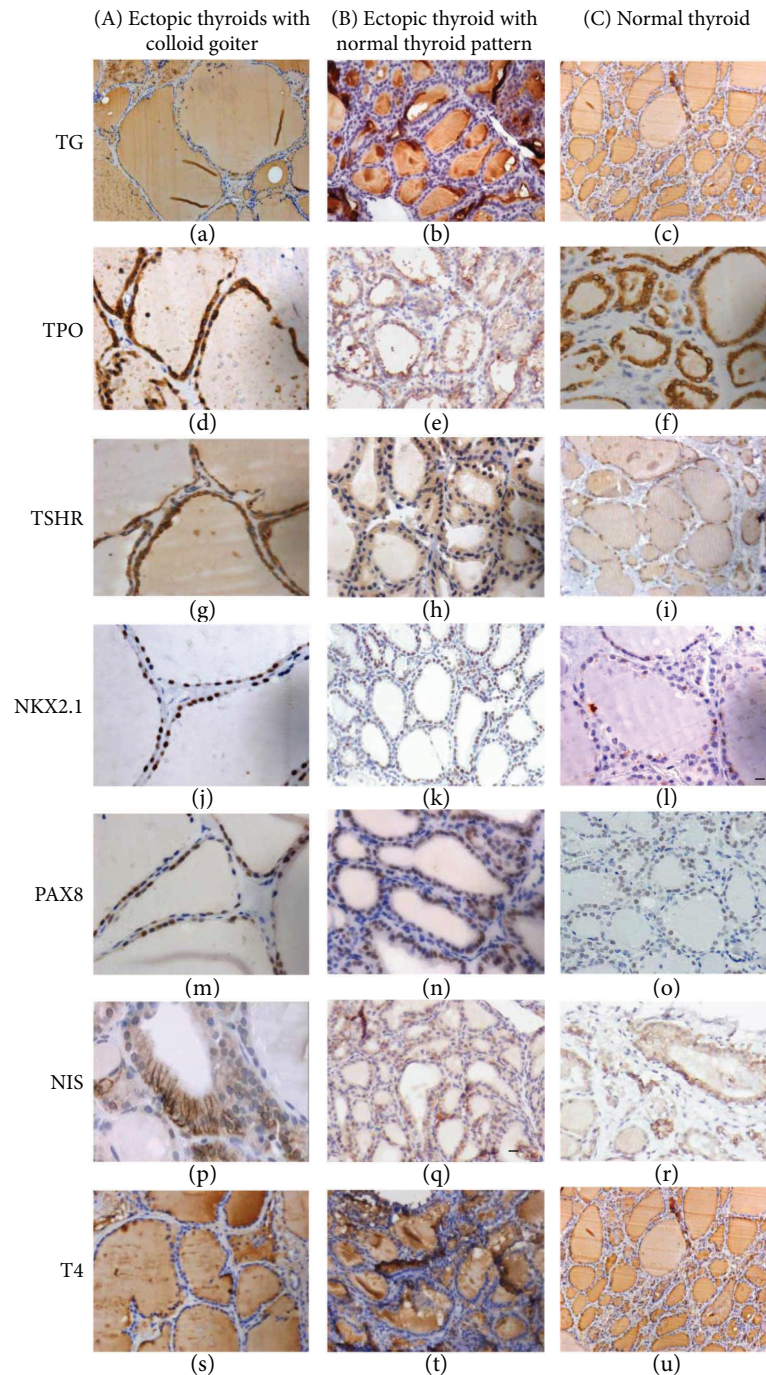 (A) Ectopic thyroids with
colloid goiter
(B) Ectopic thyroid with
normal thyroid pattern
(C) Normal thyroid
TG
(a)
(b)
(c)
TPO
(d)
(e)
(f)
TSHR
(g)
(h)
(i)
NKX2.1
(j)
(k)
(l)
PAX8
(m)
(n)
(o)
NIS
(p)
(q)
(r)
T4
(s)
(t)
(u)